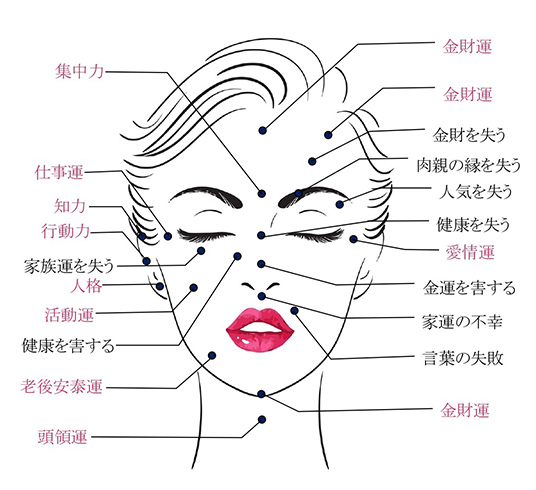 集中力
仕事運
知力
行動力
家族運を失う
人格
活動運
健康を害する
老後安泰運
頭領運
金財運
金財運
金財を失う
肉親の縁を失う
人気を失う
健康を失う
愛情運
金運を害する
家運の不幸
言葉の失敗
金財運